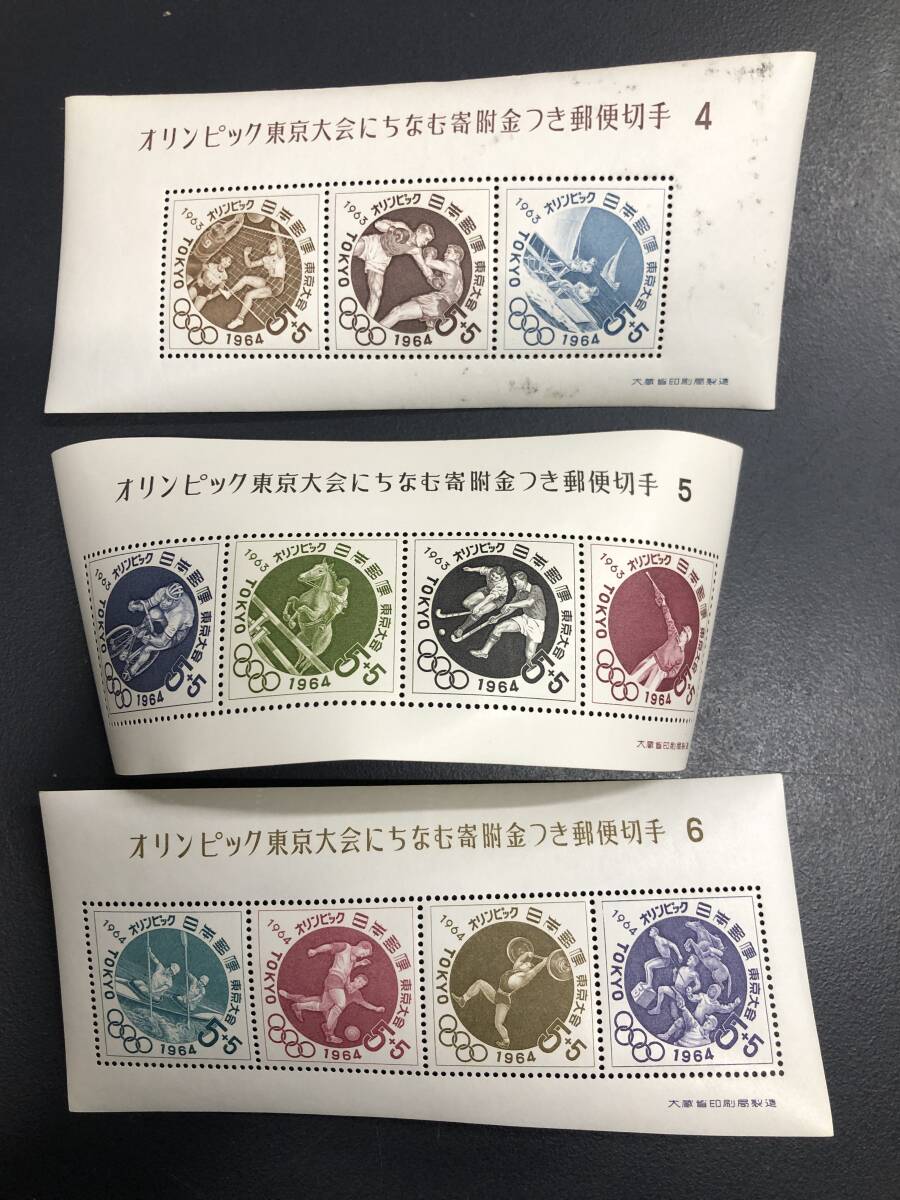 オリンピック東京大会にちなむ寄附金つき郵便切手 4
1963 オリンピック 日本郵便 東京大会
TOKYO
1964
5+5
1963 オリンピック 日本郵便 東京大会
TOKYO
1964
5+5
1963 オリンピック 日本郵便 東京大会
TOKYO
1964
5+5
大蔵省印刷局製造
オリンピック東京大会にちなむ寄附金つき郵便切手 5
1963 オリンピック 日本郵便 東京大会
TOKYO
1964
5+5
1963 オリンピック 日本郵便 東京大会
TOKYO
1964
5+5
1963 オリンピック 日本郵便 東京大会
TOKYO
1964
5+5
1963 オリンピック 日本郵便 東京大会
TOKYO
1964
5+5
大蔵省印刷局製
オリンピック東京大会にちなむ寄附金つき郵便切手 6
1964 オリンピック 日本郵便 東京大会
TOKYO
1964
5+5
1964 オリンピック 日本郵便 東京大会
TOKYO
1964
5+5
1964 オリンピック 日本郵便 東京大会
TOKYO
1964
5+5
1964 オリンピック 日本郵便 東京大会
TOKYO
1964
5+5
大蔵省印刷局製造